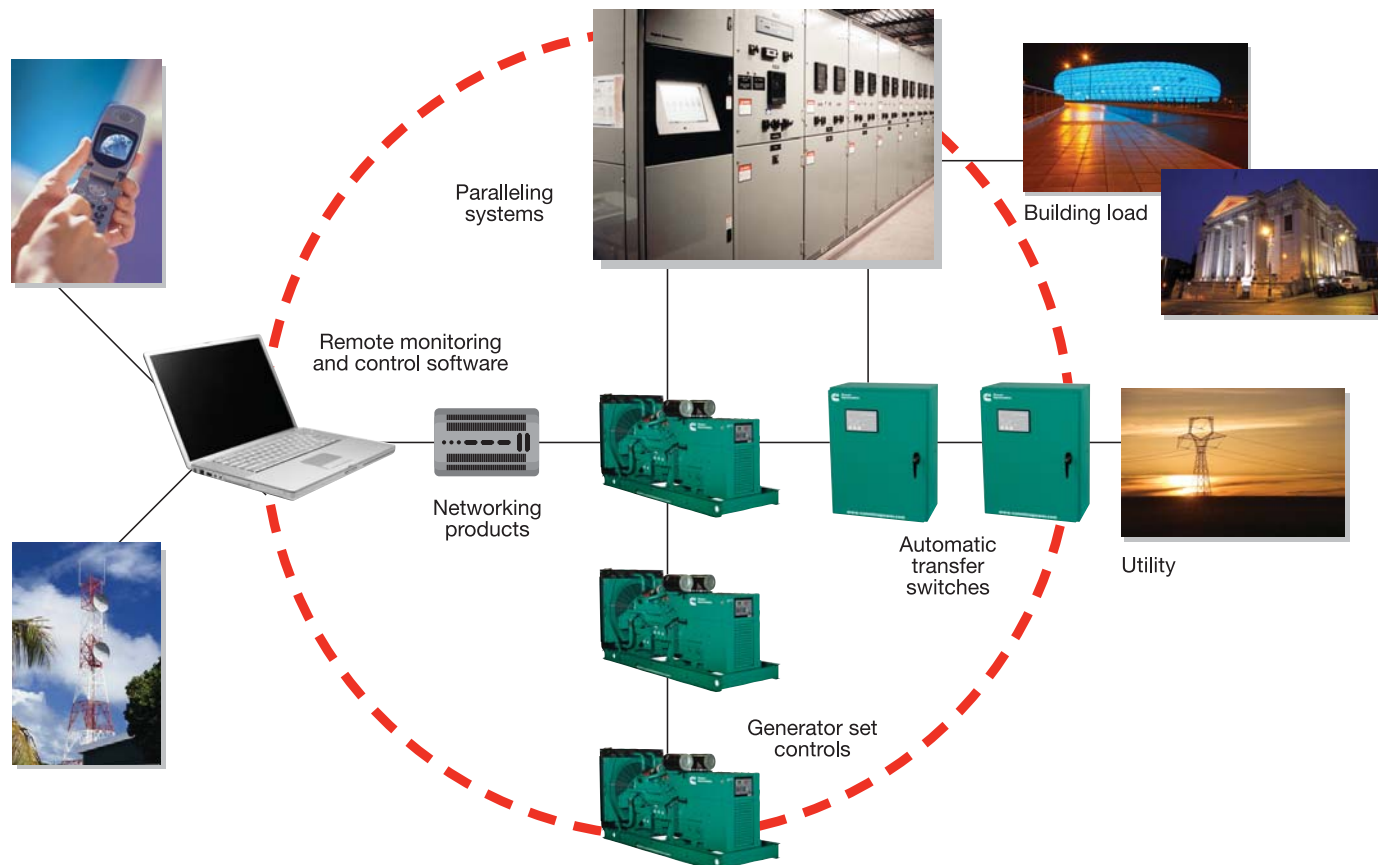 Paralleling
systems
Building load
Remote monitoring
and control software
Networking
products
Automatic
transfer
switches
Utility
Generator set
controls